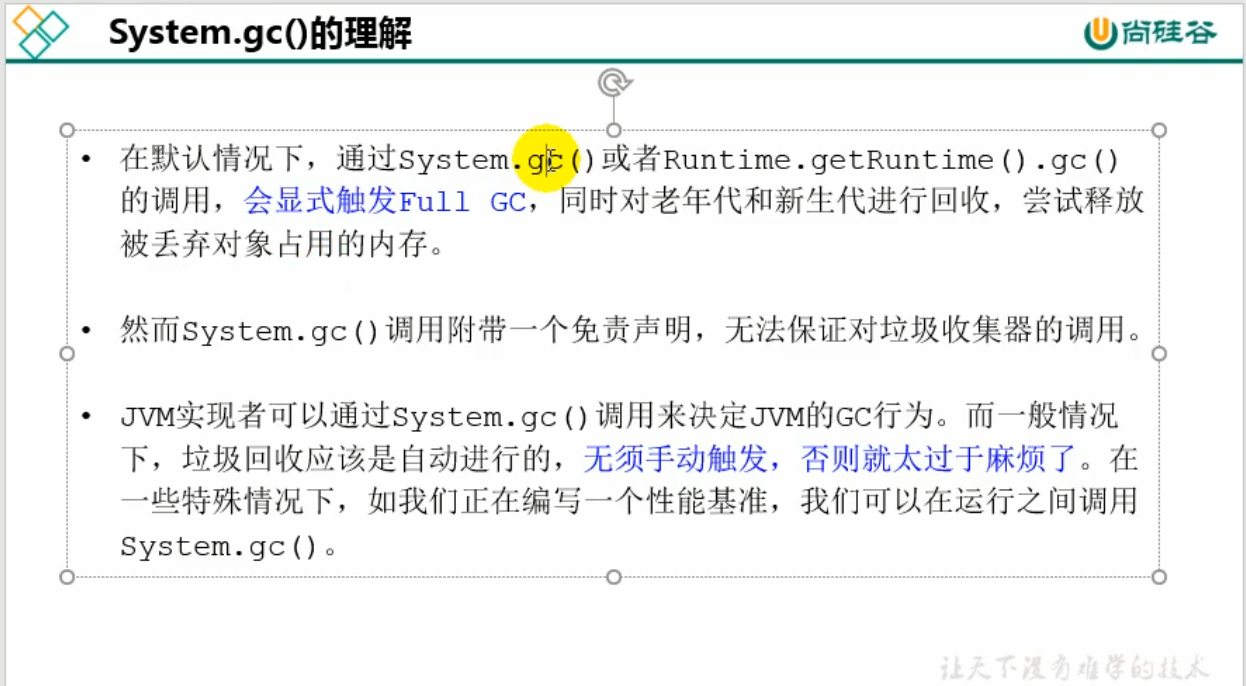 System.gc()的理解
尚硅谷
• 在默认情况下，通过System.gc()或者Runtime.getRuntime().gc()
的调用，会显式触发Full GC，同时对老年代和新生代进行回收，尝试释放
被丢弃对象占用的内存。
• 然而System.gc()调用附带一个免责声明，无法保证对垃圾收集器的调用。
• JVM实现者可以通过System.gc()调用来决定JVM的GC行为。而一般情况
下，垃圾回收应该是自动进行的，无须手动触发，否则就太过于麻烦了。在
一些特殊情况下，如我们正在编写一个性能基准，我们可以在运行之间调用
System.gc()。
让天下没有难学的技术